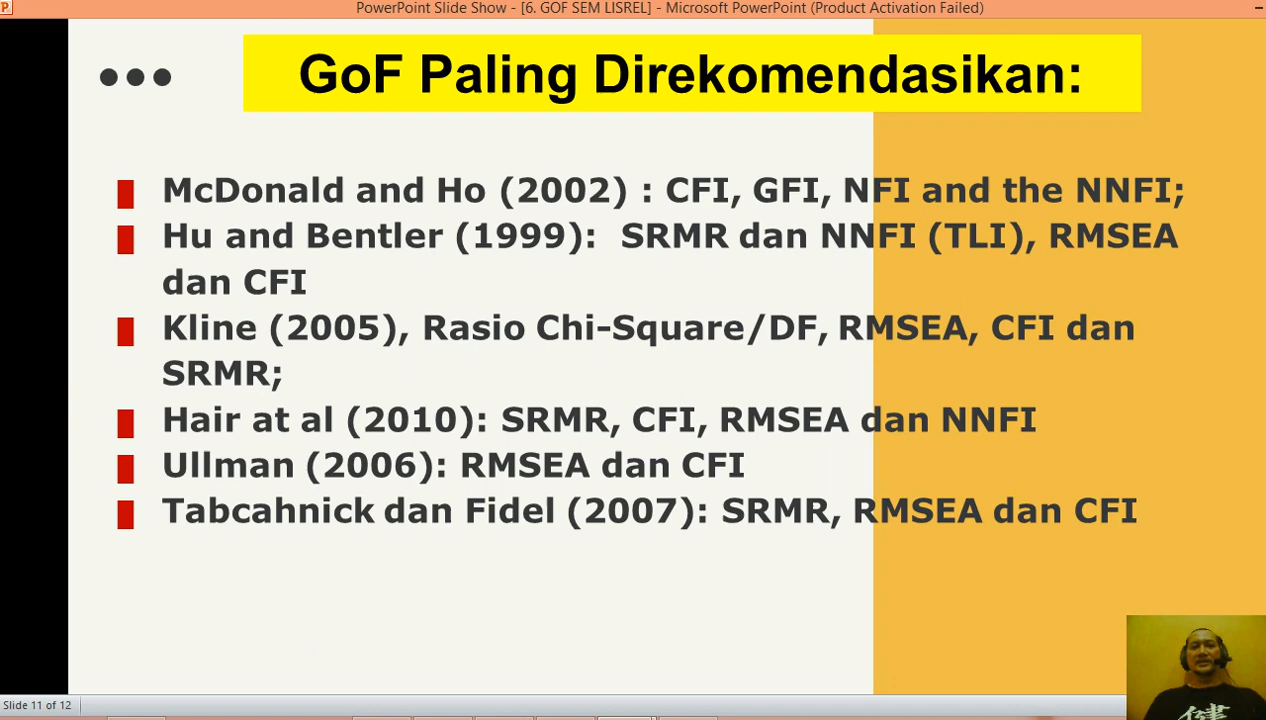 PowerPoint Slide Show - [6. GOF SEM LISREL] - Microsoft PowerPoint (Product Activation Failed)
GoF Paling Direkomendasikan:
McDonald and Ho (2002) : CFI, GFI, NFI and the NNFI;
Hu and Bentler (1999): SRMR dan NNFI (TLI), RMSEA
dan CFI
Kline (2005), Rasio Chi-Square/DF, RMSEA, CFI dan
SRMR;
Hair at al (2010): SRMR, CFI, RMSEA dan NNFI
Ullman (2006): RMSEA dan CFI
Tabcahnick dan Fidel (2007): SRMR, RMSEA dan CFI
Slide 11 of 12